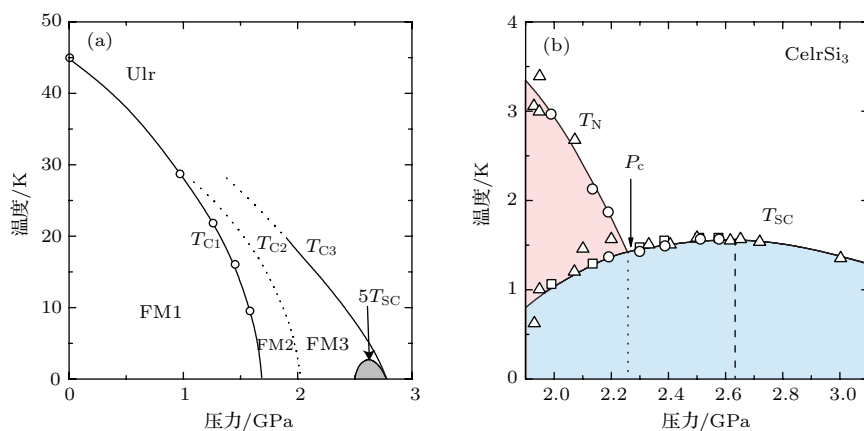 (a)
UIr
T_C1
T_C2
T_C3
5T_SC
FM1
FM2
FM3
50
40
30
20
10
0
0
1
2
3
温度/K
压力/GPa
(b)
CeIrSi₃
T_N
P_c
T_SC
4
3
2
1
0
2.0
2.2
2.4
2.6
2.8
3.0
温度/K
压力/GPa